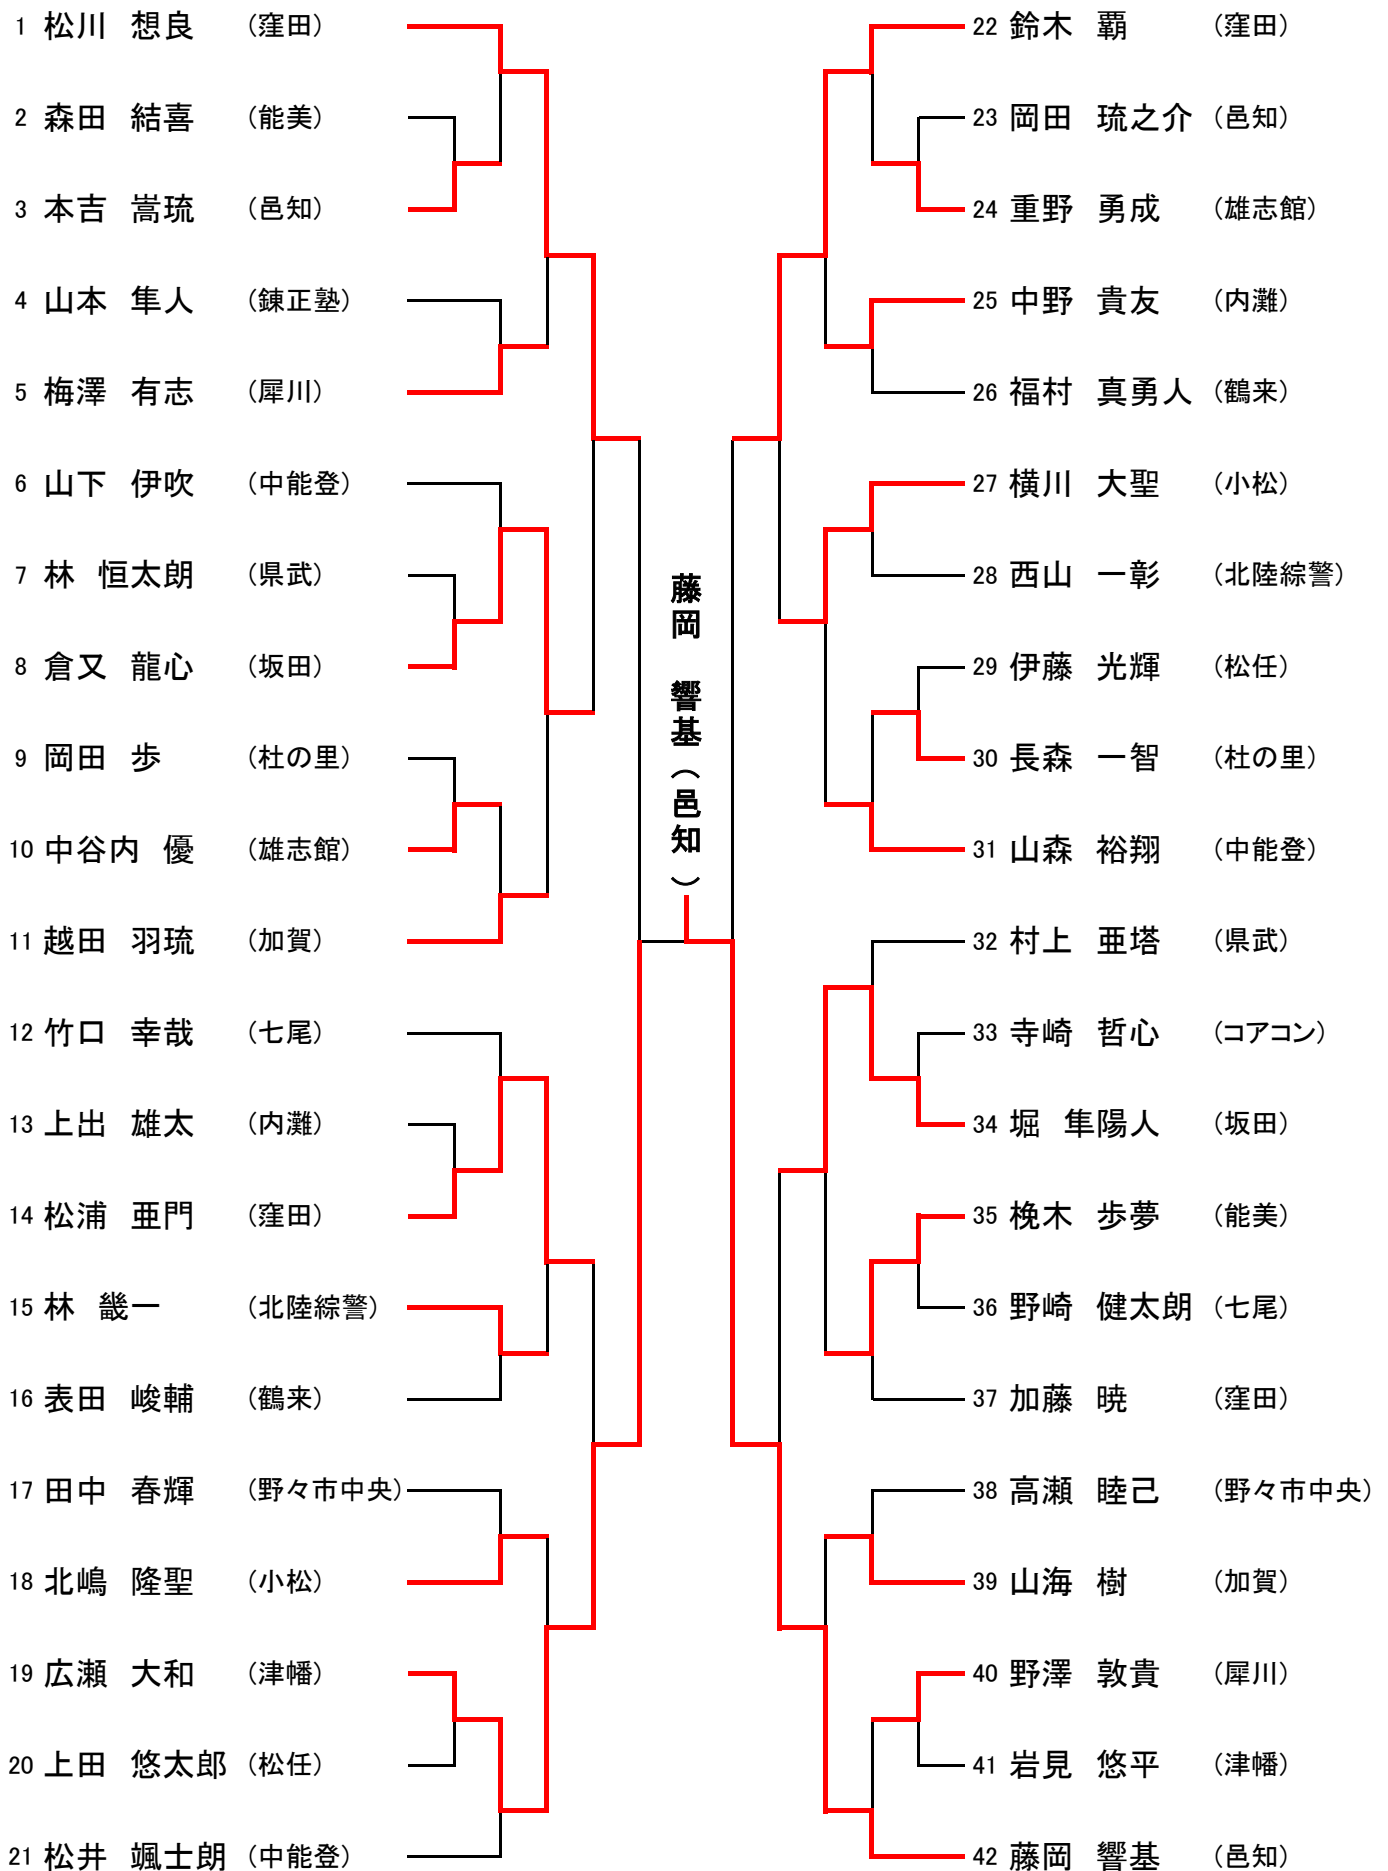 1 松川 想良 (窪田)
2 森田 結喜 (能美)
3 本吉 嵩琉 (邑知)
4 山本 隼人 (錬正塾)
5 梅澤 有志 (犀川)
6 山下 伊吹 (中能登)
7 林 恒太朗 (県武)
8 倉又 龍心 (坂田)
9 岡田 歩 (杜の里)
10 中谷内 優 (雄志館)
11 越田 羽琉 (加賀)
12 竹口 幸哉 (七尾)
13 上出 雄太 (内灘)
14 松浦 亜門 (窪田)
15 林 畿一 (北陸綜警)
16 表田 峻輔 (鶴来)
17 田中 春輝 (野々市中央)
18 北嶋 隆聖 (小松)
19 広瀬 大和 (津幡)
20 上田 悠太郎 (松任)
21 松井 颯士朗 (中能登)
藤岡 響基(邑知)
22 鈴木 覇 (窪田)
23 岡田 琉之介 (邑知)
24 重野 勇成 (雄志館)
25 中野 貴友 (内灘)
26 福村 真勇人 (鶴来)
27 横川 大聖 (小松)
28 西山 一彰 (北陸綜警)
29 伊藤 光輝 (松任)
30 長森 一智 (杜の里)
31 山森 裕翔 (中能登)
32 村上 亜塔 (県武)
33 寺崎 哲心 (コアコン)
34 堀 隼陽人 (坂田)
35 梚木 歩夢 (能美)
36 野崎 健太朗 (七尾)
37 加藤 暁 (窪田)
38 高瀬 睦己 (野々市中央)
39 山海 樹 (加賀)
40 野澤 敦貴 (犀川)
41 岩見 悠平 (津幡)
42 藤岡 響基 (邑知)